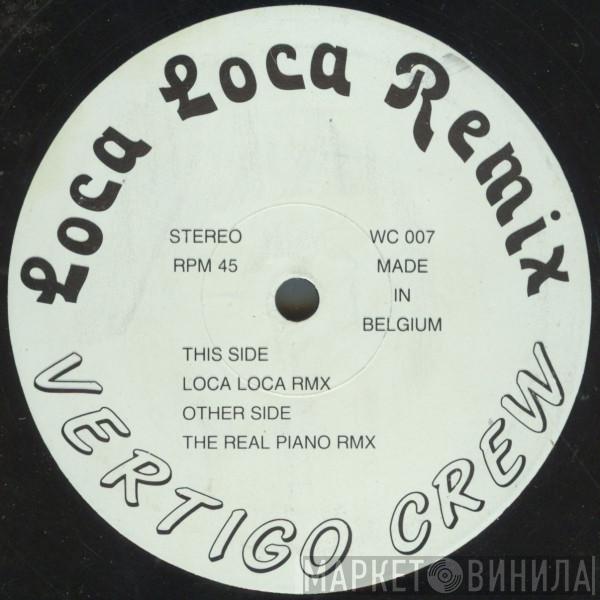 Loca Loca Remix
STEREO
RPM 45
WC 007
MADE
IN
BELGIUM
THIS SIDE
LOCA LOCA RMX
OTHER SIDE
THE REAL PIANO RMX
VERTIGO CREW
МАРКЕТ ВИНИЛА